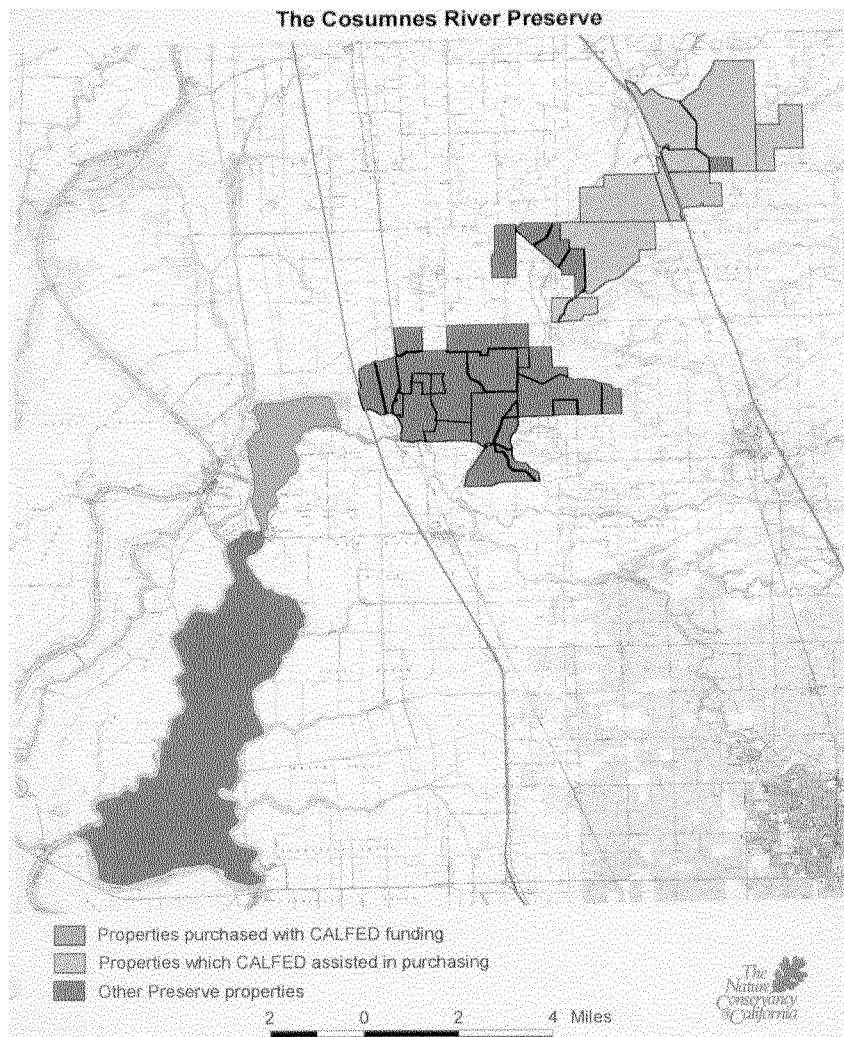 The Cosumnes River Preserve
Properties purchased with CALFED funding
Properties which CALFED assisted in purchasing
Other Preserve properties
The
Nature
Conservancy
of California
2 0 2 4 Miles